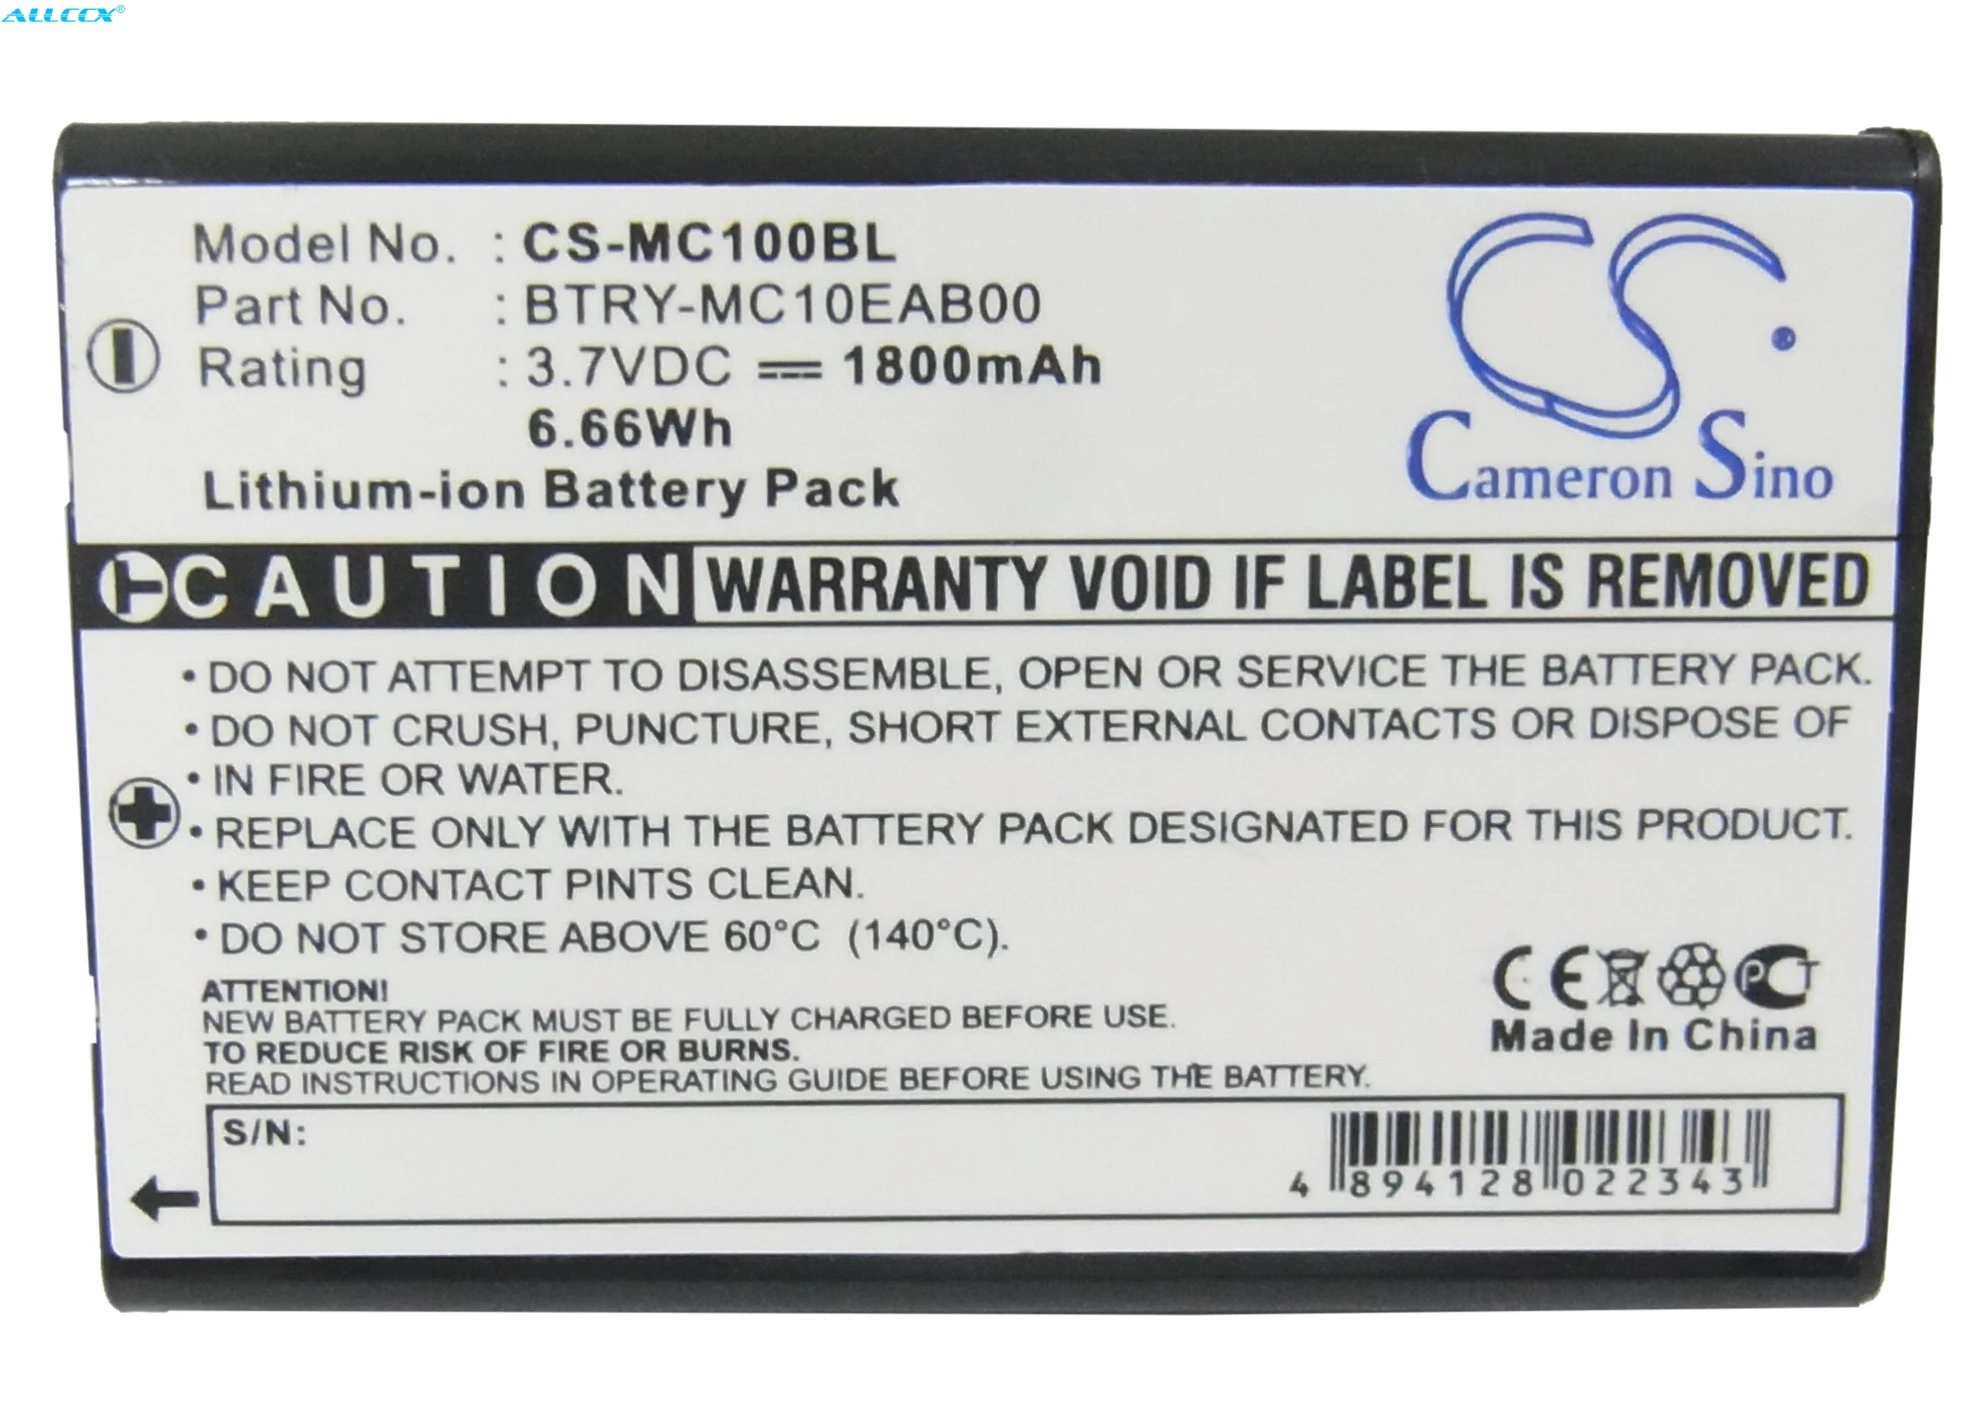 ALLCCX®
Model No. : CS-MC100BL
Part No. : BTRY-MC10EAB00
Rating : 3.7VDC ⎓ 1800mAh
6.66Wh
Lithium-ion Battery Pack
CS
Cameron Sino
CAUTION WARRANTY VOID IF LABEL IS REMOVED
• DO NOT ATTEMPT TO DISASSEMBLE, OPEN OR SERVICE THE BATTERY PACK.
• DO NOT CRUSH, PUNCTURE, SHORT EXTERNAL CONTACTS OR DISPOSE OF
• IN FIRE OR WATER.
• REPLACE ONLY WITH THE BATTERY PACK DESIGNATED FOR THIS PRODUCT.
• KEEP CONTACT PINTS CLEAN.
• DO NOT STORE ABOVE 60°C (140°C).
ATTENTION!
NEW BATTERY PACK MUST BE FULLY CHARGED BEFORE USE.
TO REDUCE RISK OF FIRE OR BURNS.
READ INSTRUCTIONS IN OPERATING GUIDE BEFORE USING THE BATTERY.
CE PCT
Made In China
S/N:
4 894128 022343